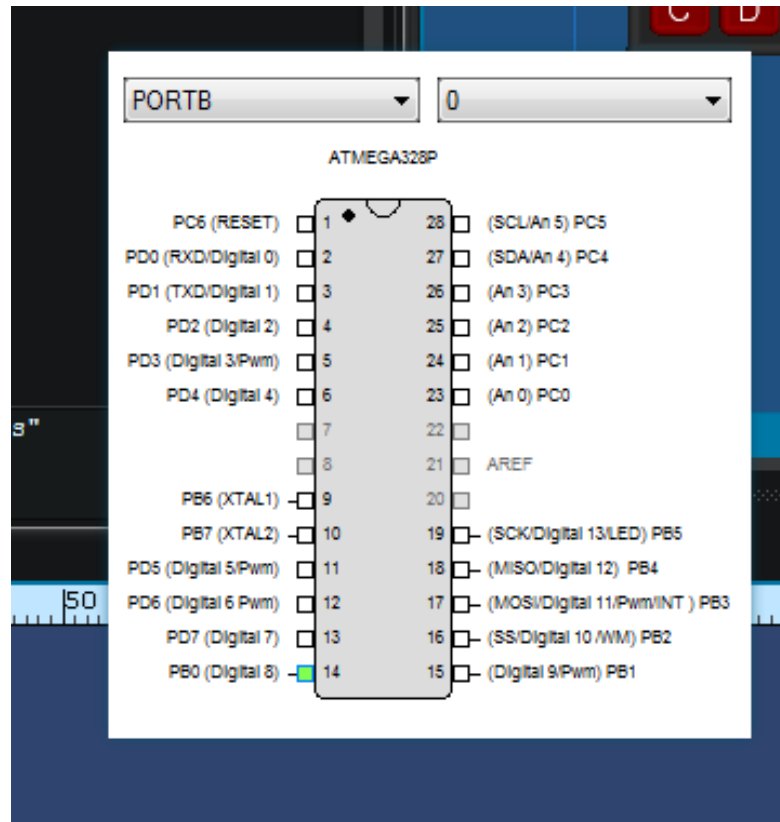 C D
PORTB 0
ATMEGA328P
PC6 (RESET) 1 28 (SCL/An 5) PC5
PD0 (RXD/Digital 0) 2 27 (SDA/An 4) PC4
PD1 (TXD/Digital 1) 3 26 (An 3) PC3
PD2 (Digital 2) 4 25 (An 2) PC2
PD3 (Digital 3/Pwm) 5 24 (An 1) PC1
PD4 (Digital 4) 6 23 (An 0) PC0
s" 7 22
8 21 AREF
PB6 (XTAL1) 9 20
PB7 (XTAL2) 10 19 (SCK/Digital 13/LED) PB5
PD5 (Digital 5/Pwm) 11 18 (MISO/Digital 12) PB4
50 PD6 (Digital 6 Pwm) 12 17 (MOSI/Digital 11/Pwm/INT ) PB3
PD7 (Digital 7) 13 16 (SS/Digital 10 /WM) PB2
PB0 (Digital 8) 14 15 (Digital 9/Pwm) PB1